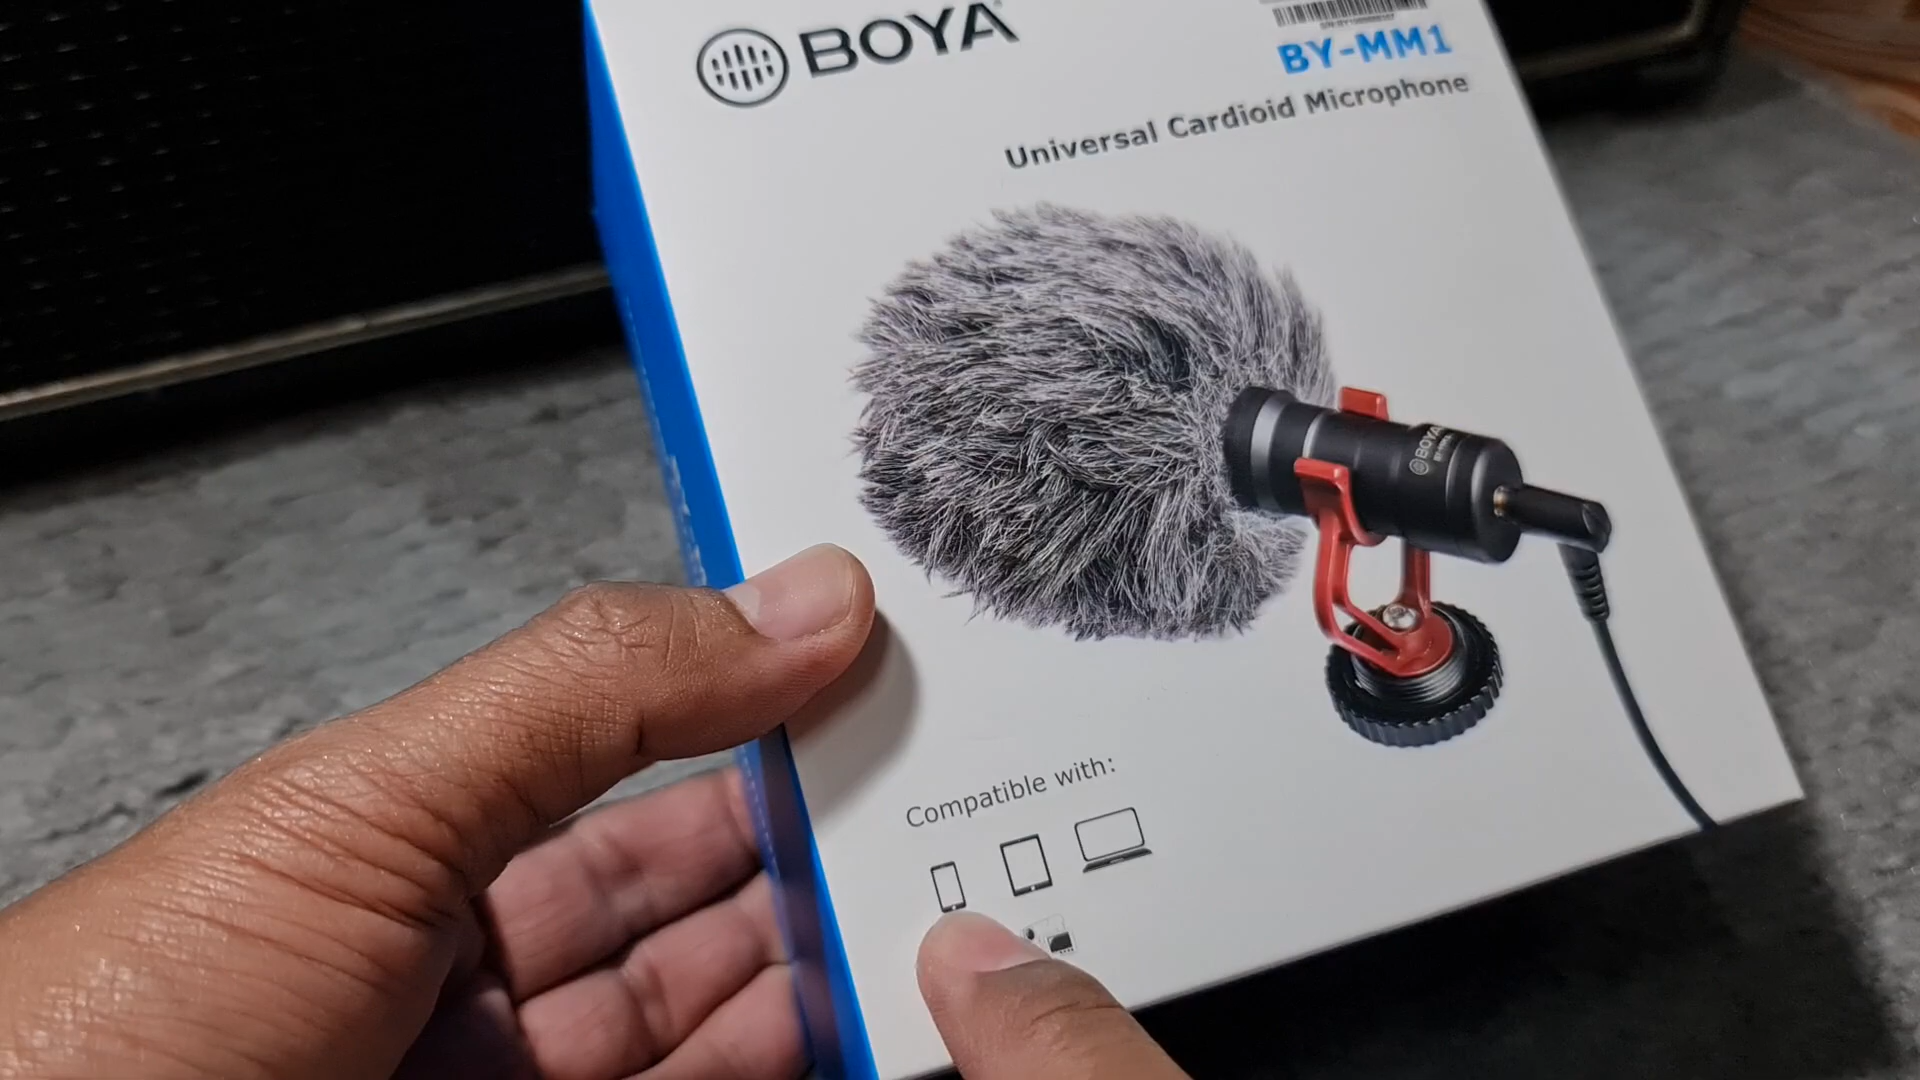 BOYA
BY-MM1
Universal Cardioid Microphone
BOYA
Compatible with: